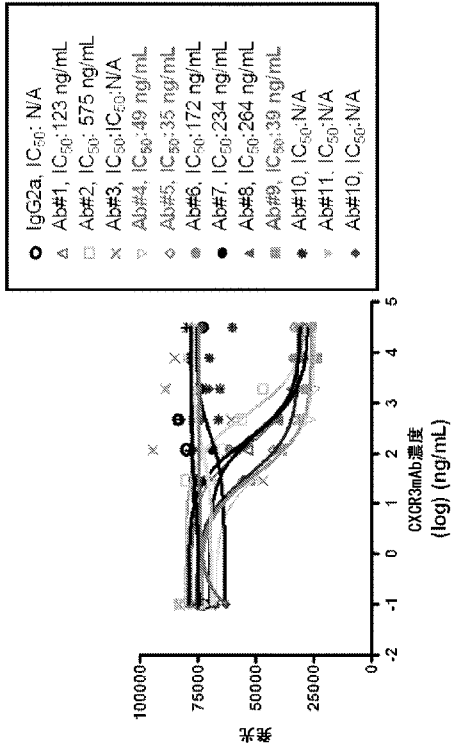 IgG2a, IC50: N/A
Ab#1, IC50:123 ng/mL
Ab#2, IC50: 575 ng/mL
Ab#3, IC50:IC50:N/A
Ab#4, IC50:49 ng/mL
Ab#5, IC50:35 ng/mL
Ab#6, IC50:172 ng/mL
Ab#7, IC50:234 ng/mL
Ab#8, IC50:264 ng/mL
Ab#9, IC50:39 ng/mL
Ab#10, IC50:N/A
Ab#11, IC50:N/A
Ab#10, IC50:N/A
発光
100000
75000
50000
25000
0
-2 -1 0 1 2 3 4 5
CXCR3mAb濃度
(log) (ng/mL)